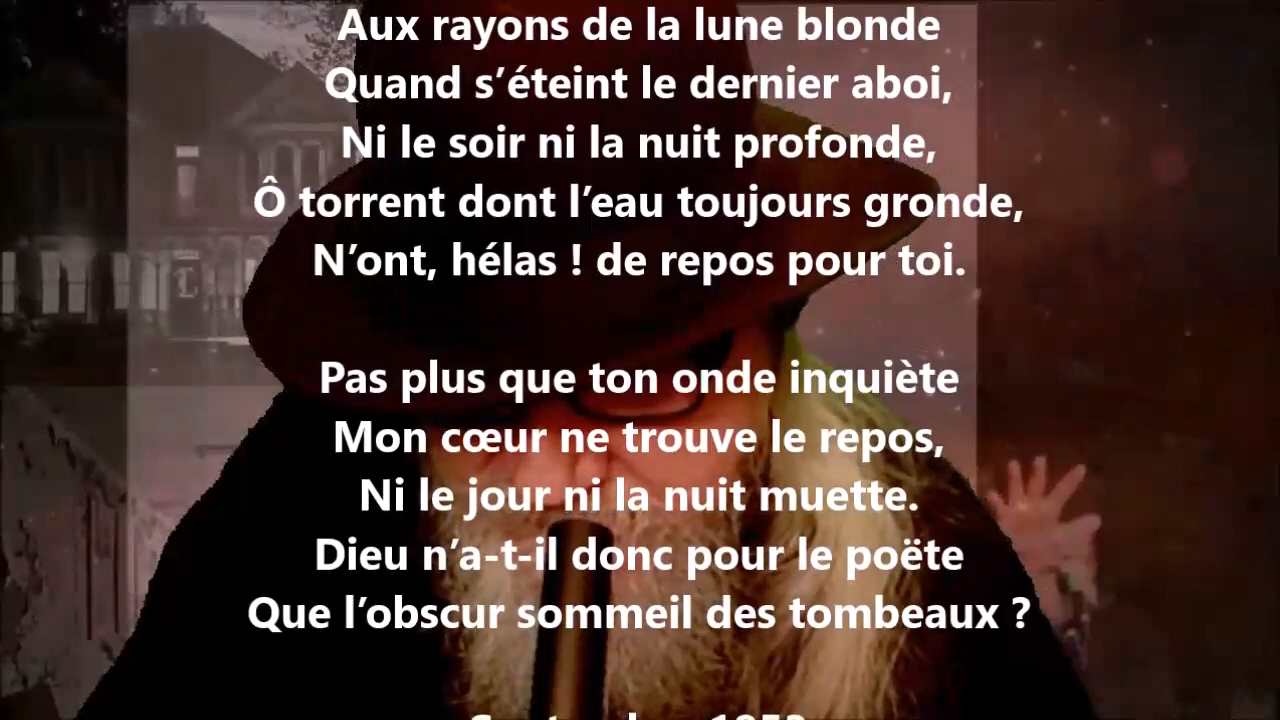 Aux rayons de la lune blonde
Quand s’éteint le dernier aboi,
Ni le soir ni la nuit profonde,
Ô torrent dont l’eau toujours gronde,
N’ont, hélas ! de repos pour toi.
Pas plus que ton onde inquiète
Mon cœur ne trouve le repos,
Ni le jour ni la nuit muette.
Dieu n’a-t-il donc pour le poëte
Que l’obscur sommeil des tombeaux ?